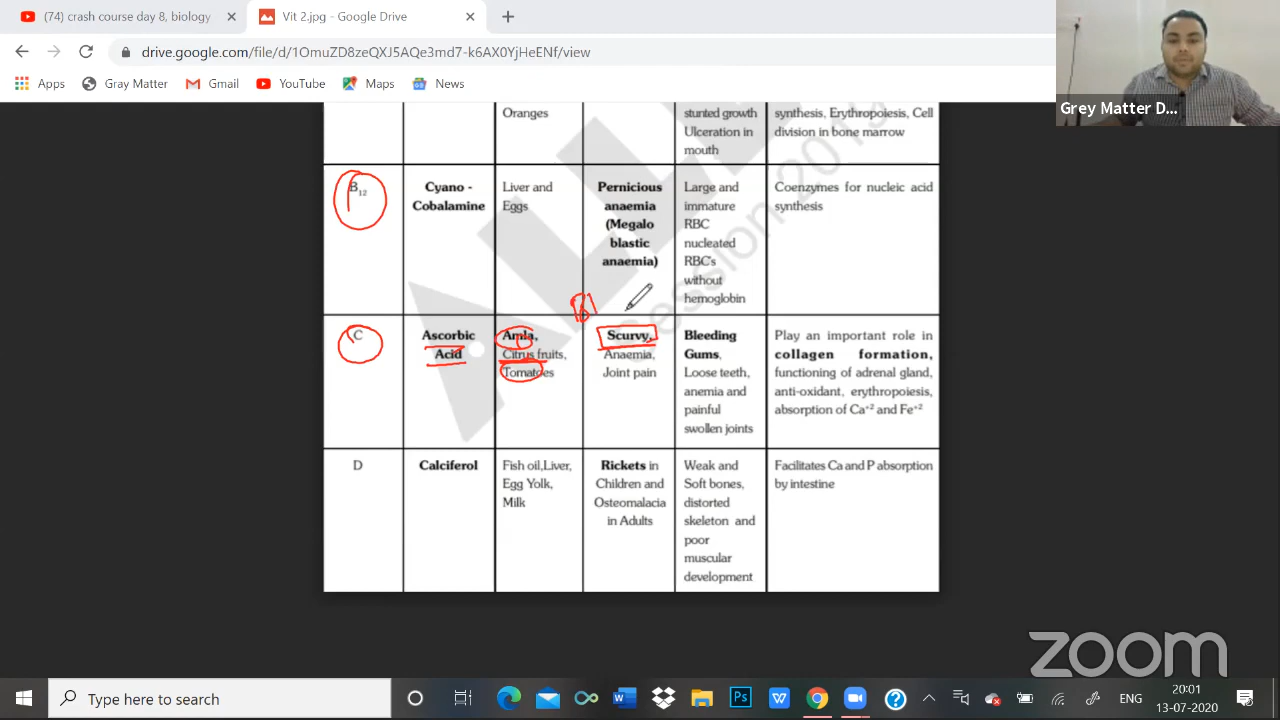 (74) crash course day 8, biology
Vit 2.jpg - Google Drive
drive.google.com/file/d/1OmuZD8zeQXJ5AQe3md7-k6AX0YjHeENf/view
Apps Gray Matter Gmail YouTube Maps News
Grey Matter D...
Oranges
stunted growth
Ulceration in
mouth
synthesis, Erythropoiesis, Cell
division in bone marrow
B12
Cyano -
Cobalamine
Liver and
Eggs
Pernicious
anaemia
(Megalo
blastic
anaemia)
Large and
immature
RBC
nucleated
RBC's
without
hemoglobin
Coenzymes for nucleic acid
synthesis
C
Ascorbic
Acid
Amla,
Citrus fruits,
Tomatoes
Scurvy,
Anaemia,
Joint pain
Bleeding
Gums,
Loose teeth,
anemia and
painful
swollen joints
Play an important role in
collagen formation,
functioning of adrenal gland,
anti-oxidant, erythropoiesis,
absorption of Ca+2 and Fe+2
D
Calciferol
Fish oil,Liver,
Egg Yolk,
Milk
Rickets in
Children and
Osteomalacia
in Adults
Weak and
Soft bones,
distorted
skeleton and
poor
muscular
development
Facilitates Ca and P absorption
by intestine
zoom
Type here to search
ENG
20:01
13-07-2020